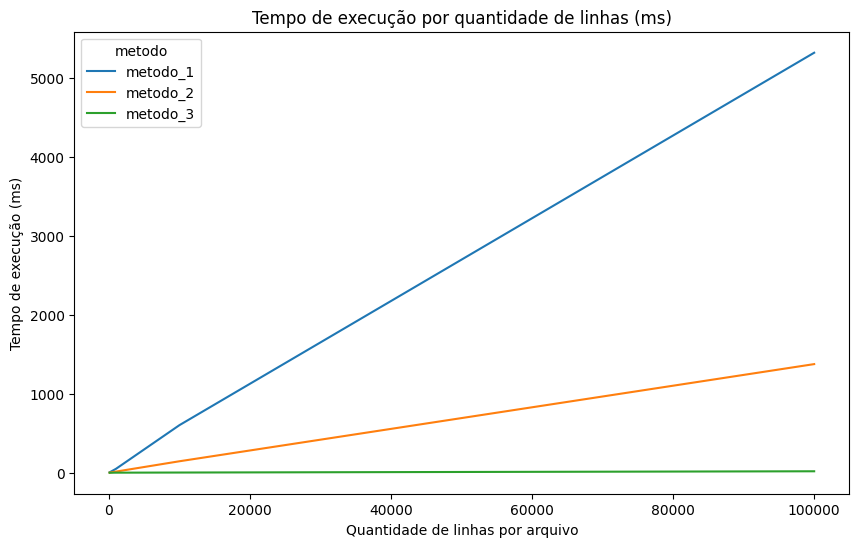 Tempo de execução por quantidade de linhas (ms)
metodo
metodo_1
metodo_2
metodo_3
Tempo de execução (ms)
5000
4000
3000
2000
1000
0
0
20000
40000
60000
80000
100000
Quantidade de linhas por arquivo